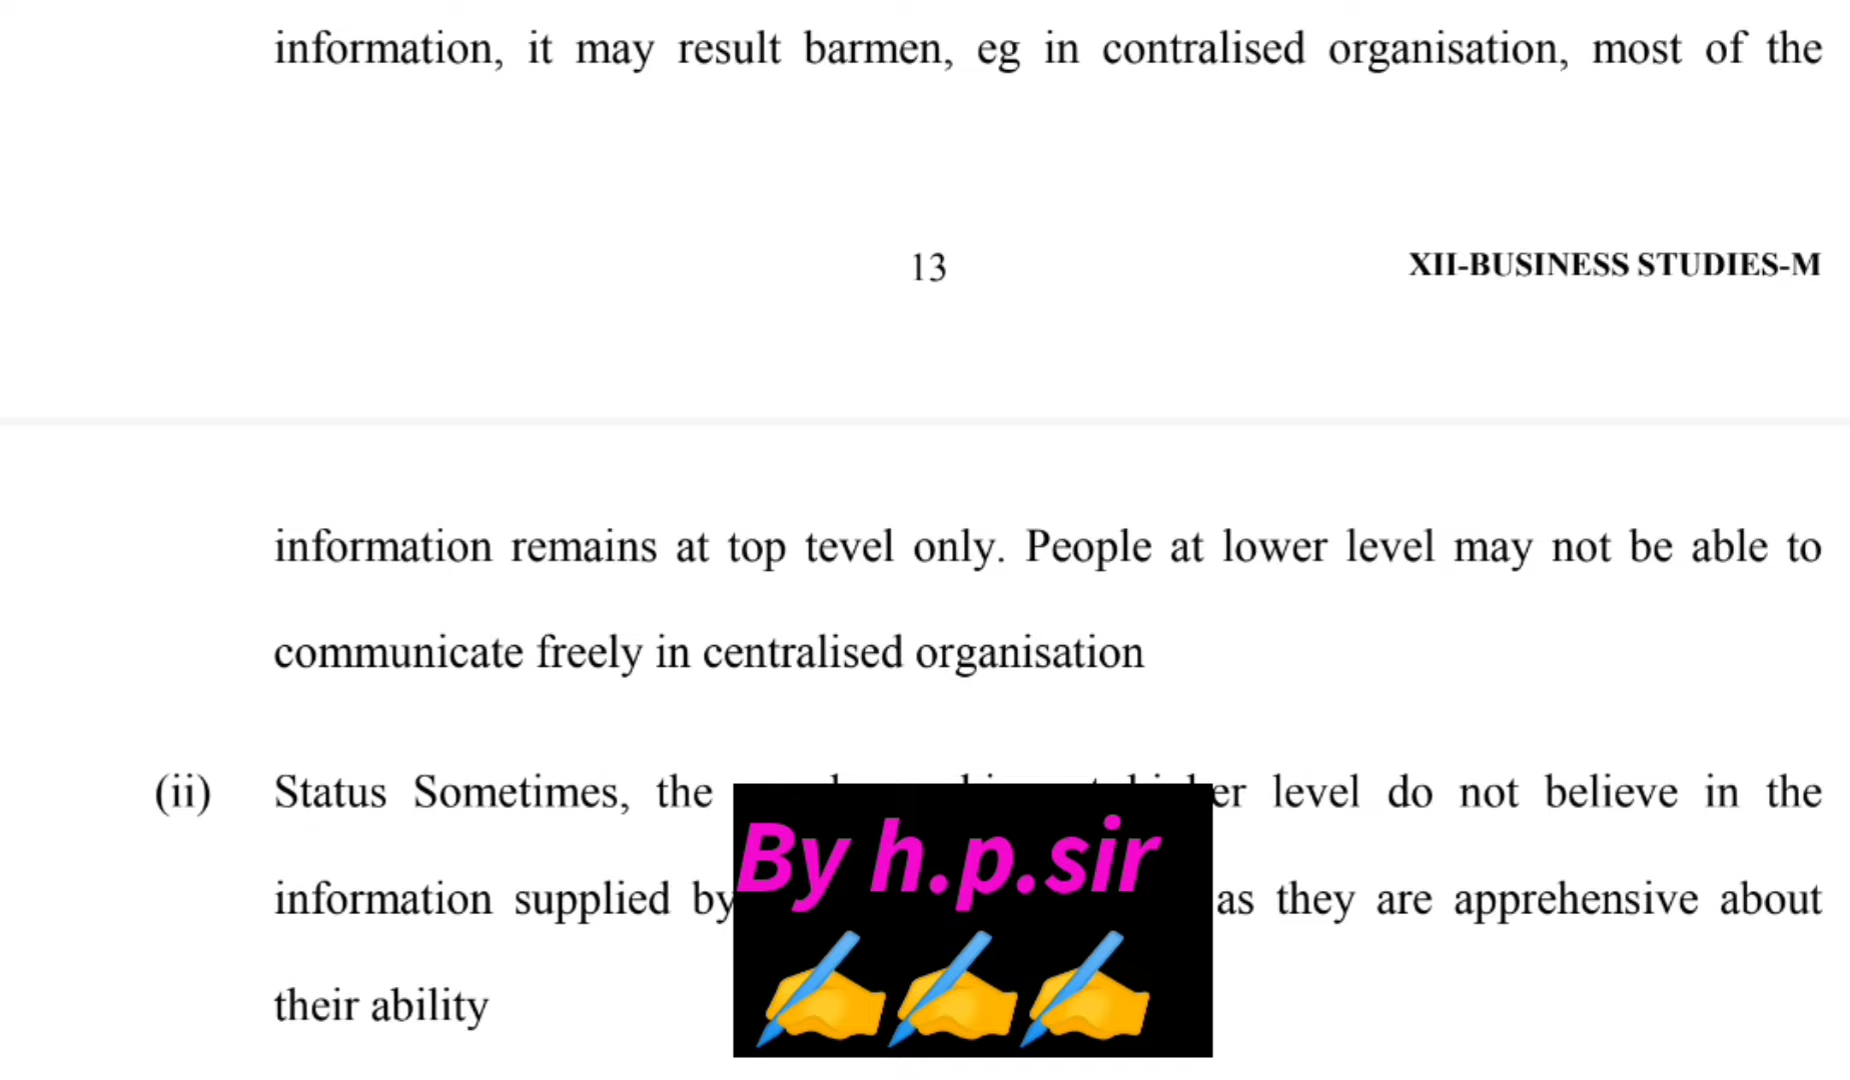 information, it may result barmen, eg in contralised organisation, most of the
13 XII-BUSINESS STUDIES-M
information remains at top tevel only. People at lower level may not be able to
communicate freely in centralised organisation
(ii) Status Sometimes, the level do not believe in the
information supplied by as they are apprehensive about
their ability
By h.p.sir